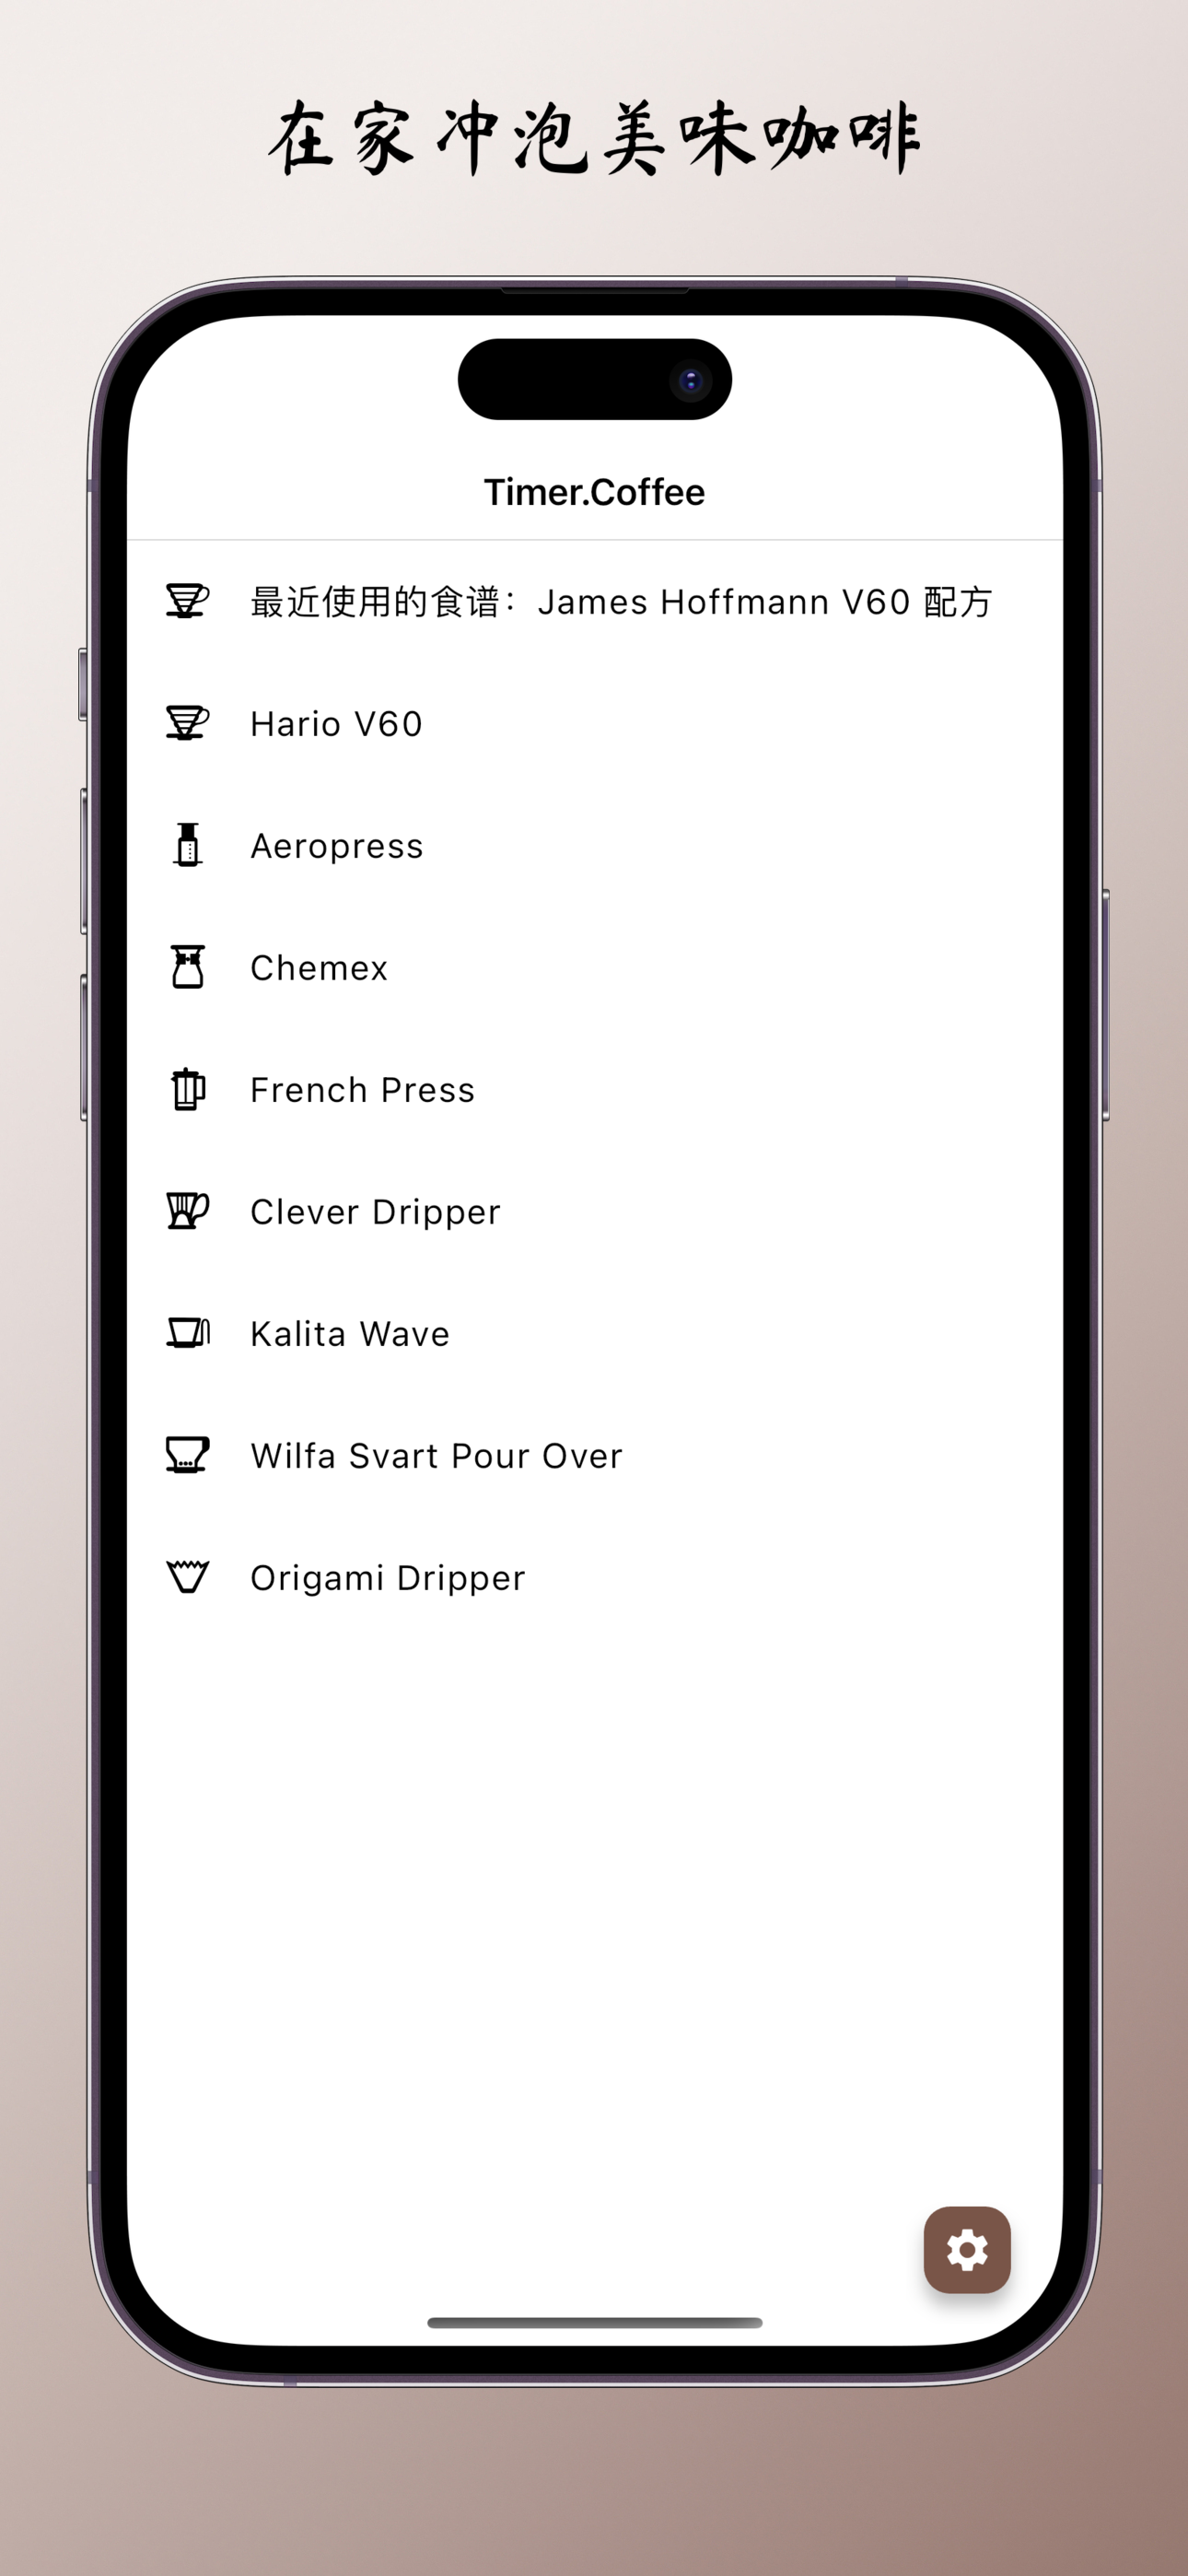 在家冲泡美味咖啡
Timer.Coffee
最近使用的食谱：James Hoffmann V60 配方
Hario V60
Aeropress
Chemex
French Press
Clever Dripper
Kalita Wave
Wilfa Svart Pour Over
Origami Dripper